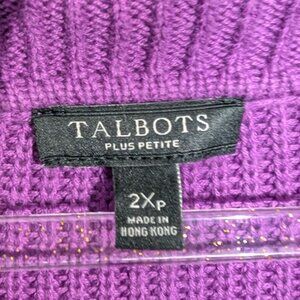 TALBOTS
PLUS PETITE
2XP
MADE IN
HONG KONG